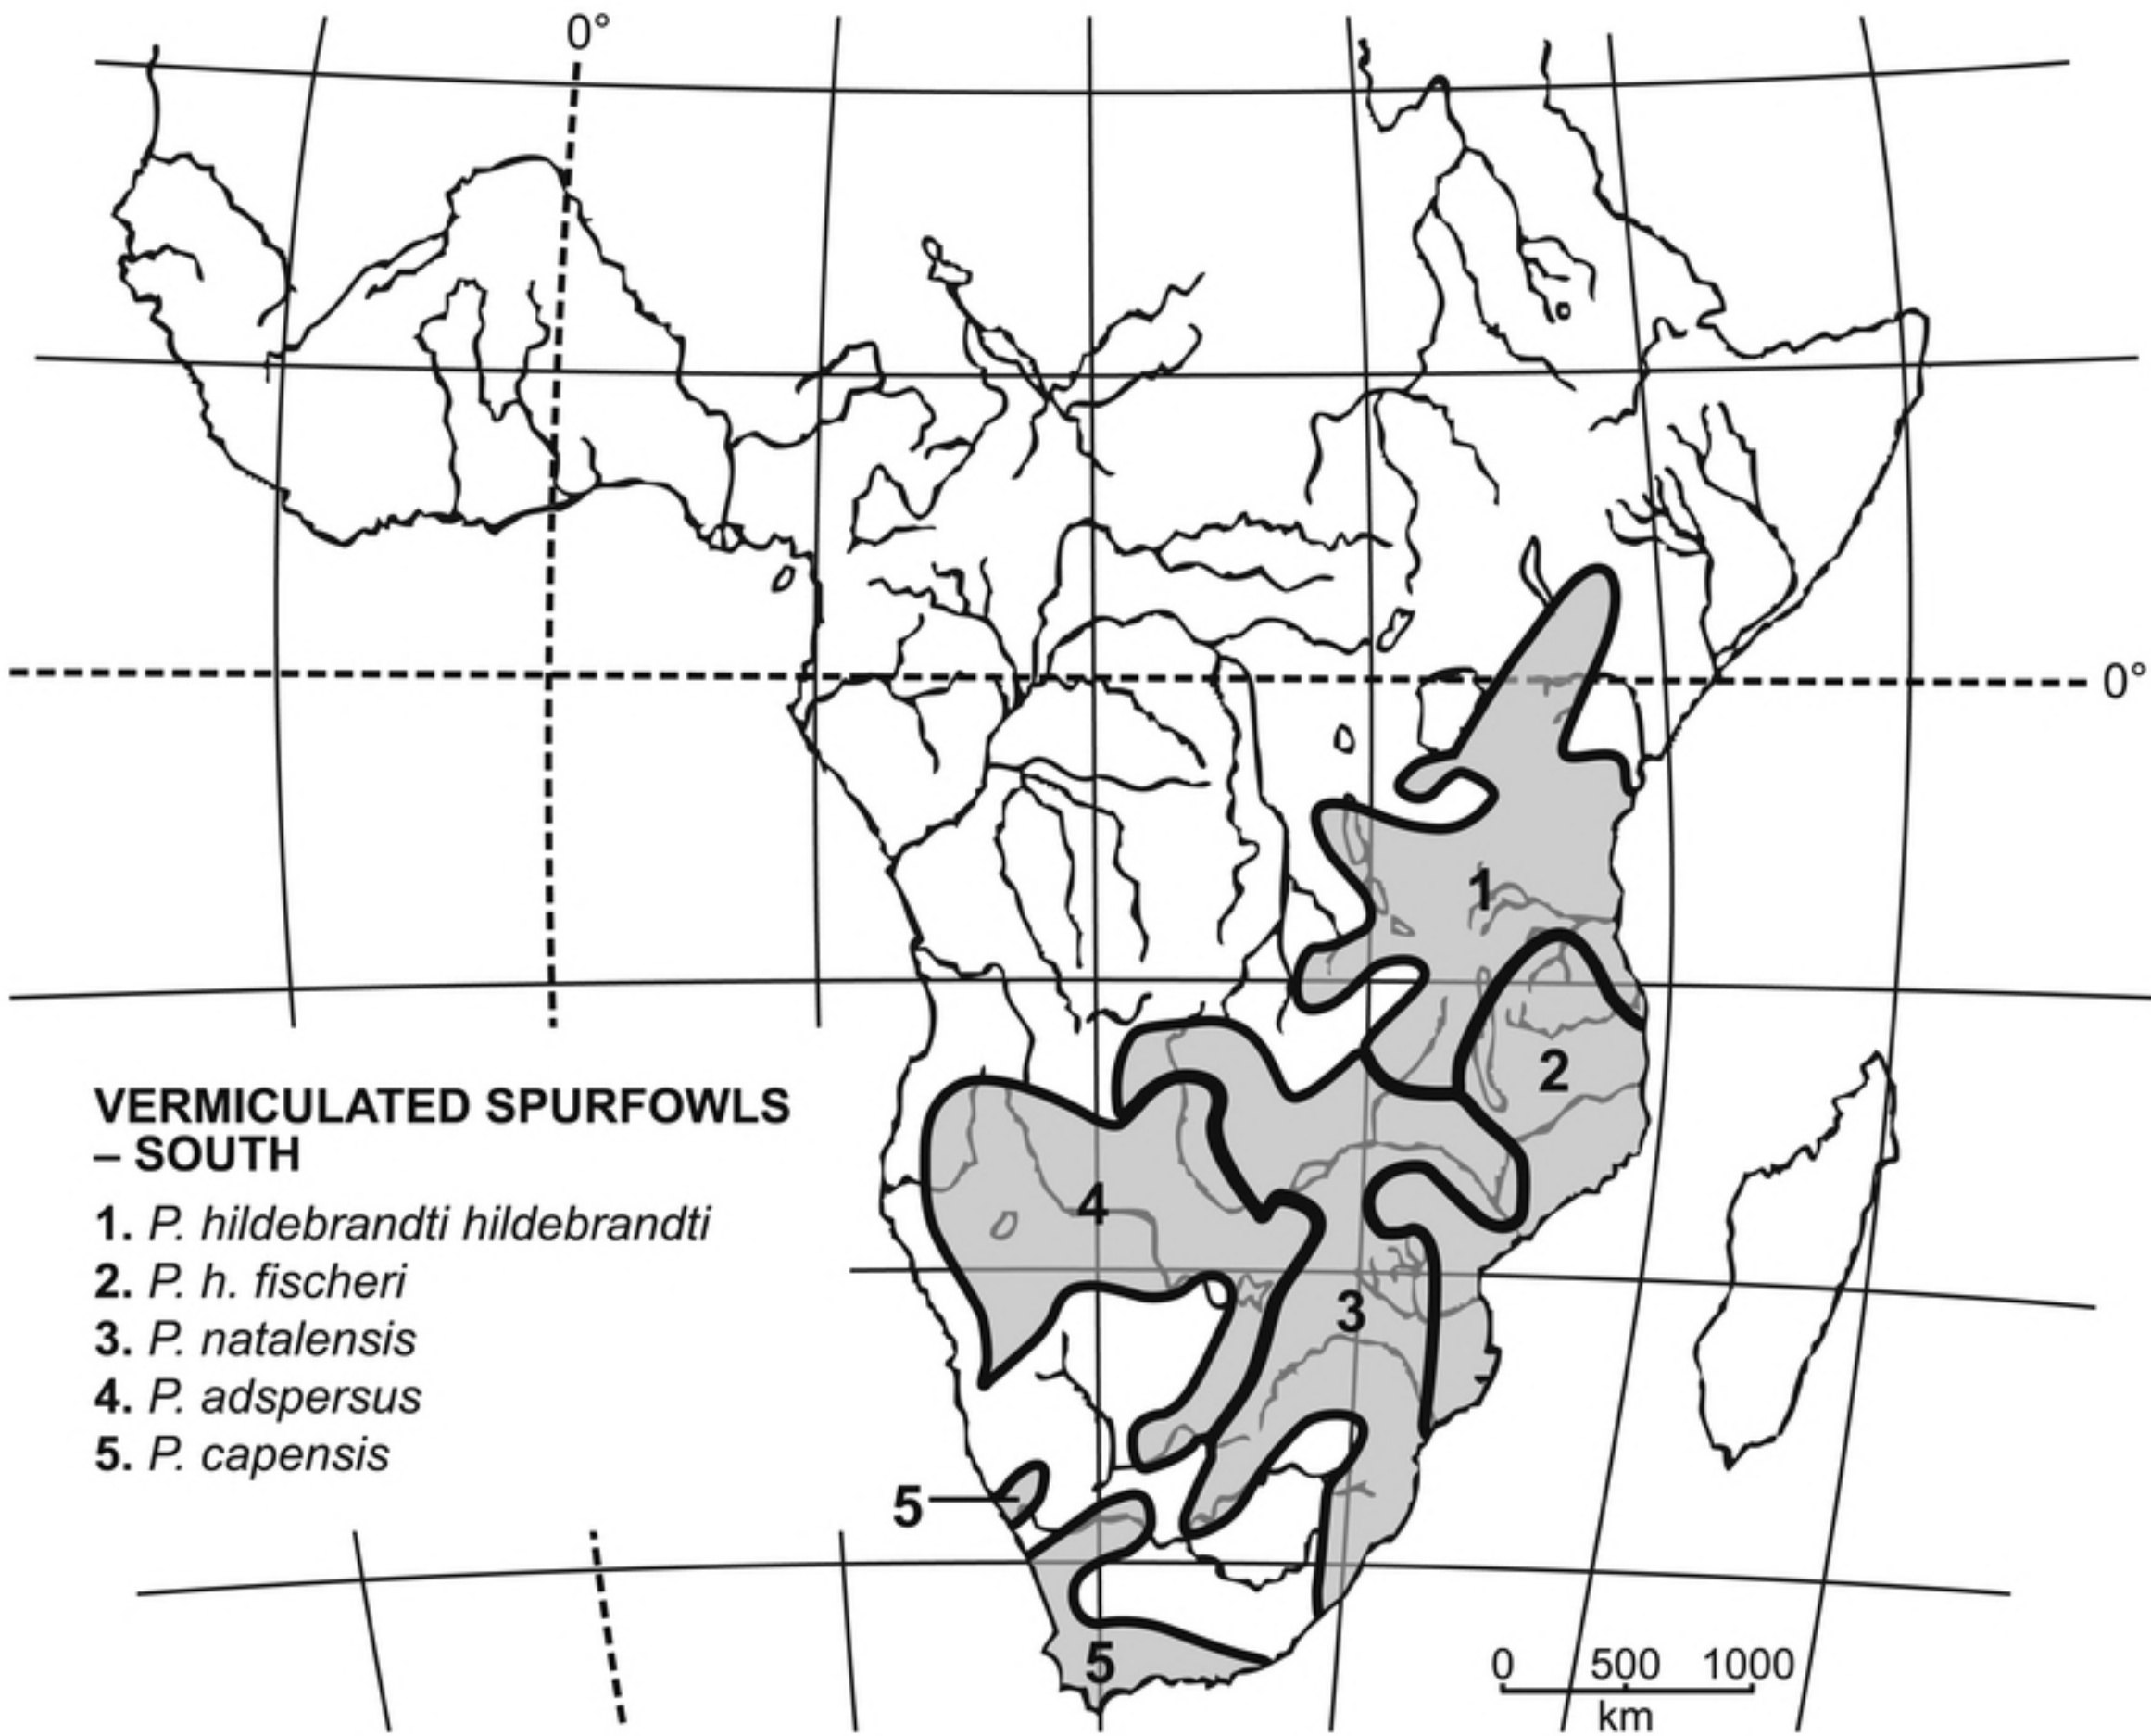 0°
0°
1
2
VERMICULATED SPURFOWLS
– SOUTH
1. P. hildebrandti hildebrandti
2. P. h. fischeri
3. P. natalensis
4. P. adspersus
5. P. capensis
4
3
5
5
0 500 1000
km